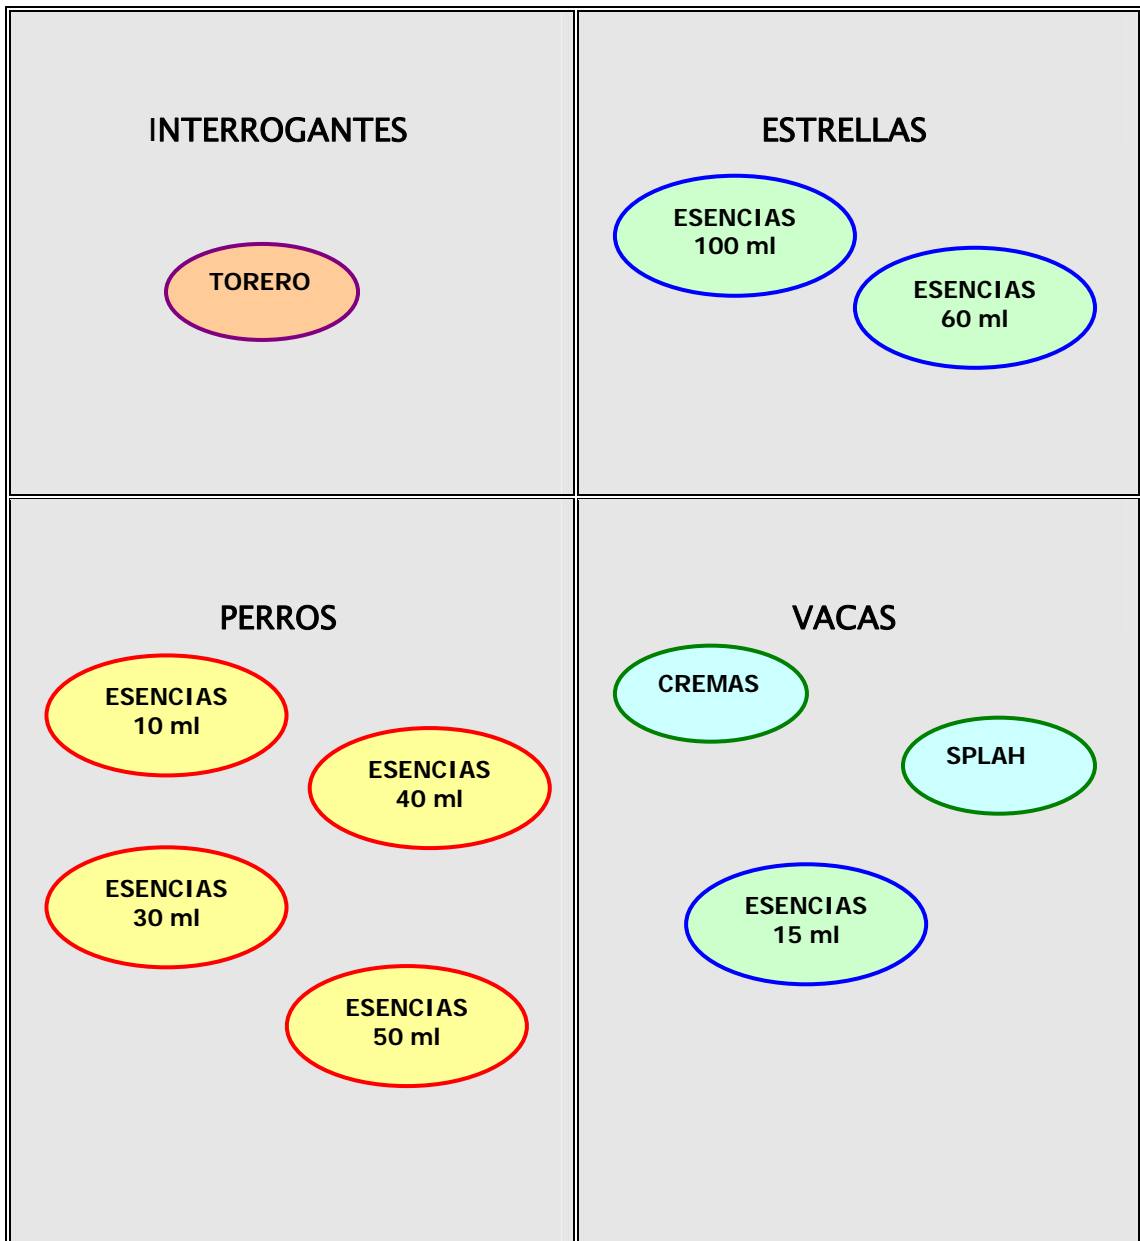 INTERROGANTES
TORERO
ESTRELLAS
ESENCIAS
100 ml
ESENCIAS
60 ml
PERROS
ESENCIAS
10 ml
ESENCIAS
40 ml
ESENCIAS
30 ml
ESENCIAS
50 ml
VACAS
CREMAS
SPLAH
ESENCIAS
15 ml